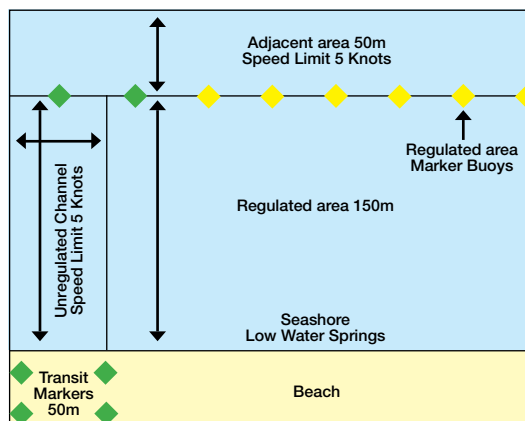 Adjacent area 50m
Speed Limit 5 Knots
Regulated area
Marker Buoys
Unregulated Channel
Speed Limit 5 Knots
Regulated area 150m
Seashore
Low Water Springs
Transit
Markers
50m
Beach